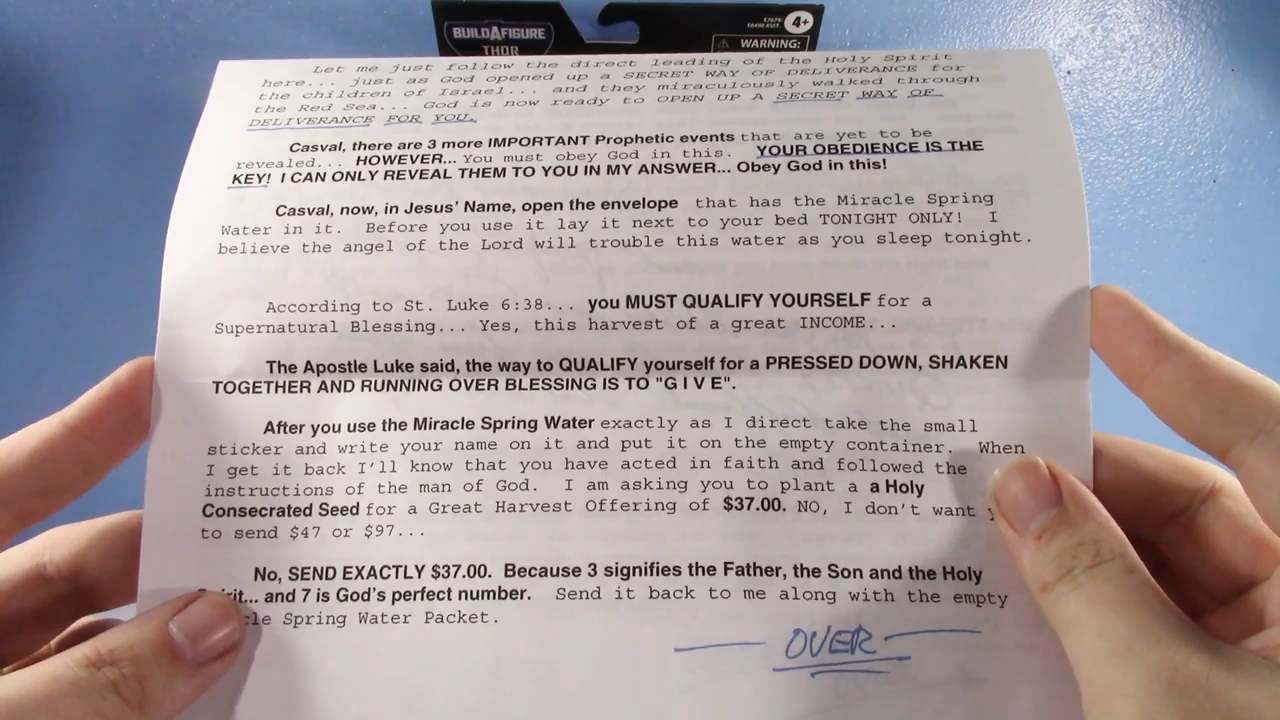 BUILDAFIGURE
THOR
E7679/
E8490 ASST.
4+
WARNING:
Let me just follow the direct leading of the Holy Spirit
here... just as God opened up a SECRET WAY OF DELIVERANCE for
the children of Israel... and they miraculously walked through
the Red Sea... God is now ready to OPEN UP A SECRET WAY OF
DELIVERANCE FOR YOU.
Casval, there are 3 more IMPORTANT Prophetic events that are yet to be
revealed... HOWEVER... You must obey God in this. YOUR OBEDIENCE IS THE
KEY! I CAN ONLY REVEAL THEM TO YOU IN MY ANSWER... Obey God in this!
Casval, now, in Jesus' Name, open the envelope that has the Miracle Spring
Water in it. Before you use it lay it next to your bed TONIGHT ONLY! I
believe the angel of the Lord will trouble this water as you sleep tonight.
According to St. Luke 6:38... you MUST QUALIFY YOURSELF for a
Supernatural Blessing... Yes, this harvest of a great INCOME...
The Apostle Luke said, the way to QUALIFY yourself for a PRESSED DOWN, SHAKEN
TOGETHER AND RUNNING OVER BLESSING IS TO "G I V E".
After you use the Miracle Spring Water exactly as I direct take the small
sticker and write your name on it and put it on the empty container. When
I get it back I'll know that you have acted in faith and followed the
instructions of the man of God. I am asking you to plant a a Holy
Consecrated Seed for a Great Harvest Offering of $37.00. NO, I don't want
to send $47 or $97...
No, SEND EXACTLY $37.00. Because 3 signifies the Father, the Son and the Holy
and 7 is God's perfect number. Send it back to me along with the empty
Spring Water Packet.
OVER